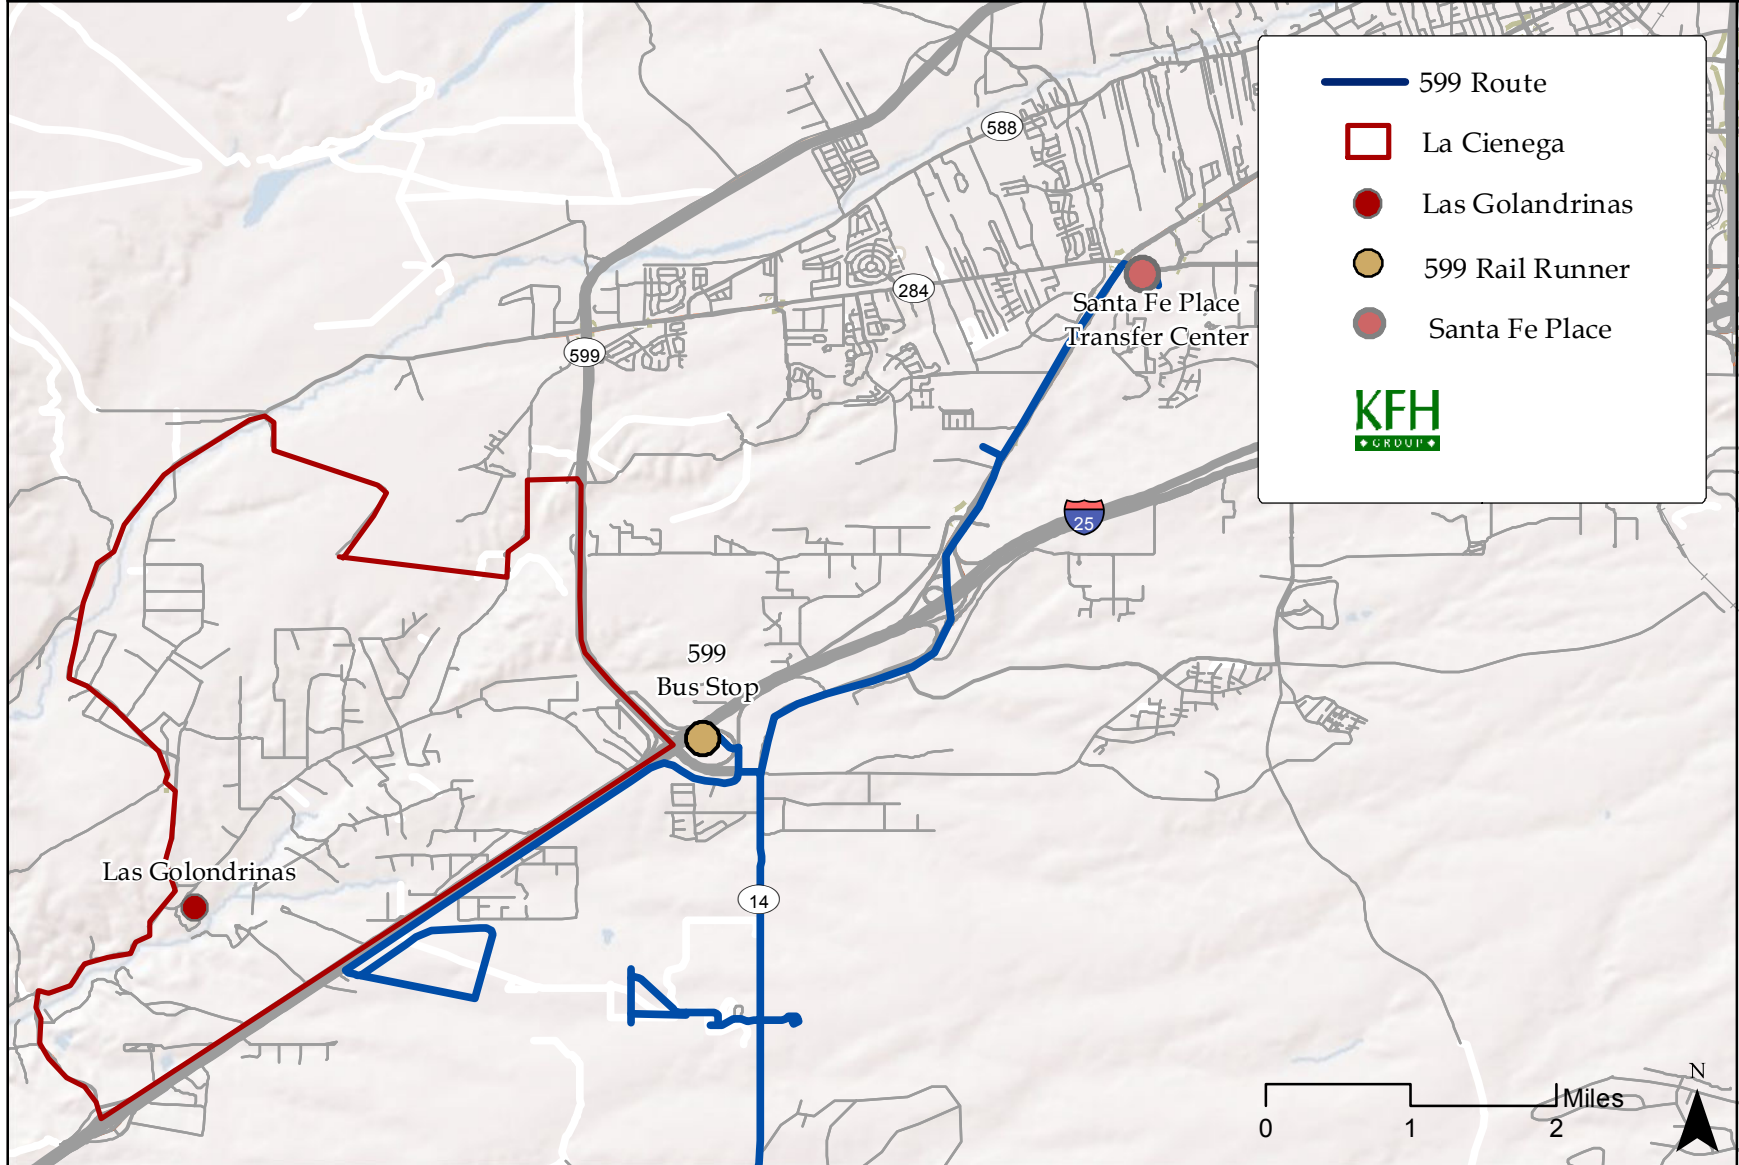 599 Route
La Cienega
Las Golandrinas
599 Rail Runner
Santa Fe Place
KFH
GROUP
588
284
599
Santa Fe Place
Transfer Center
25
599
Bus Stop
14
Las Golondrinas
N
Miles
0 1 2